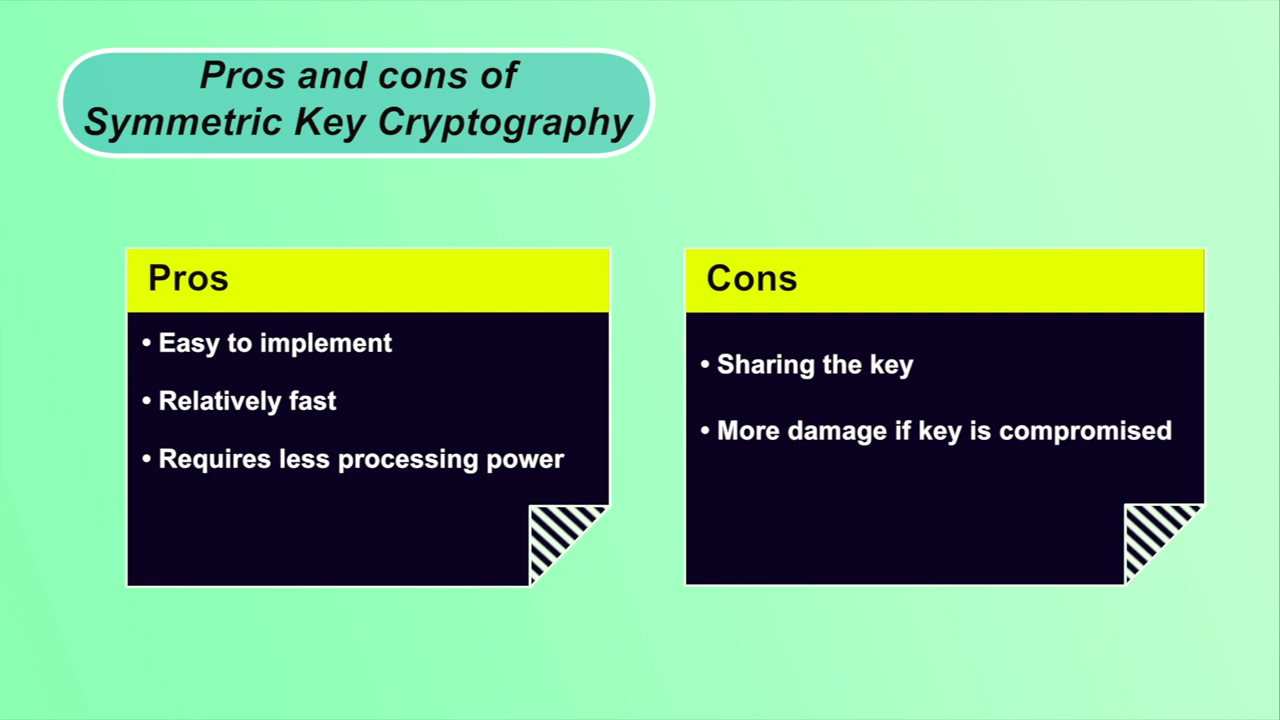 Pros and cons of
Symmetric Key Cryptography
Pros
• Easy to implement
• Relatively fast
• Requires less processing power
Cons
• Sharing the key
• More damage if key is compromised